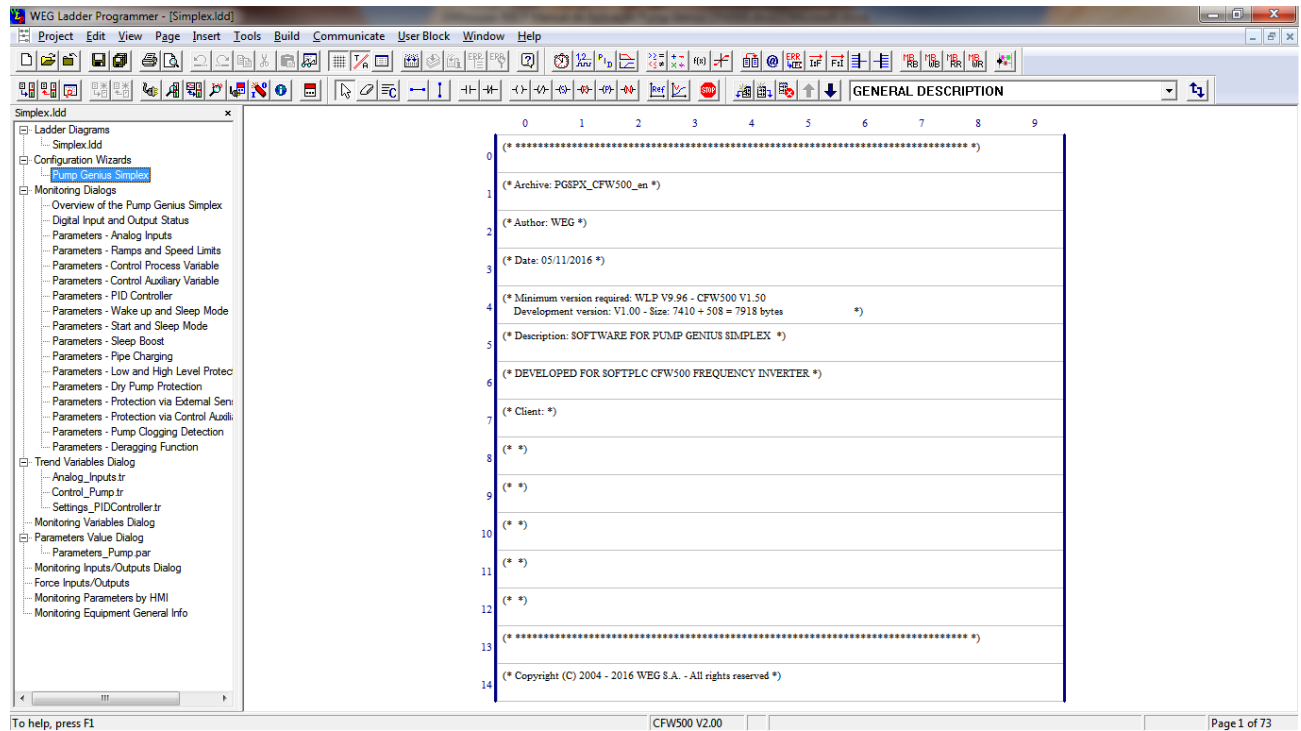 WEG Ladder Programmer - [Simplex.ldd]
Project Edit View Page Insert Tools Build Communicate User Block Window Help
GENERAL DESCRIPTION
Simplex.ldd x
Ladder Diagrams
Simplex.ldd
Configuration Wizards
Pump Genius Simplex
Monitoring Dialogs
Overview of the Pump Genius Simplex
Digital Input and Output Status
Parameters - Analog Inputs
Parameters - Ramps and Speed Limits
Parameters - Control Process Variable
Parameters - Control Auxiliary Variable
Parameters - PID Controller
Parameters - Wake up and Sleep Mode
Parameters - Start and Sleep Mode
Parameters - Sleep Boost
Parameters - Pipe Charging
Parameters - Low and High Level Protec
Parameters - Dry Pump Protection
Parameters - Protection via External Sen
Parameters - Protection via Control Auxili
Parameters - Pump Clogging Detection
Parameters - Deragging Function
Trend Variables Dialog
Analog_Inputs.tr
Control_Pump.tr
Settings_PIDController.tr
Monitoring Variables Dialog
Parameters Value Dialog
Parameters_Pump.par
Monitoring Inputs/Outputs Dialog
Force Inputs/Outputs
Monitoring Parameters by HMI
Monitoring Equipment General Info
0 1 2 3 4 5 6 7 8 9
0 (* ******************************************************************************** *)
1 (* Archive: PGSPX_CFW500_en *)
2 (* Author: WEG *)
3 (* Date: 05/11/2016 *)
4 (* Minimum version required: WLP V9.96 - CFW500 V1.50
Development version: V1.00 - Size: 7410 + 508 = 7918 bytes *)
5 (* Description: SOFTWARE FOR PUMP GENIUS SIMPLEX *)
6 (* DEVELOPED FOR SOFTPLC CFW500 FREQUENCY INVERTER *)
7 (* Client: *)
8 (* *)
9 (* *)
10 (* *)
11 (* *)
12 (* *)
13 (* ******************************************************************************** *)
14 (* Copyright (C) 2004 - 2016 WEG S.A. - All rights reserved *)
To help, press F1
CFW500 V2.00
Page 1 of 73